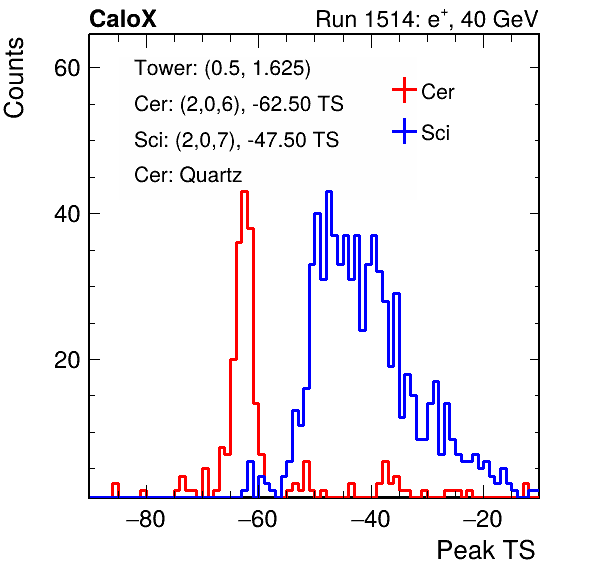 CaloX Run 1514: e+, 40 GeV
Counts
Tower: (0.5, 1.625)
Cer: (2,0,6), -62.50 TS
Sci: (2,0,7), -47.50 TS
Cer: Quartz
Cer
Sci
60
40
20
−80 −60 −40 −20
Peak TS